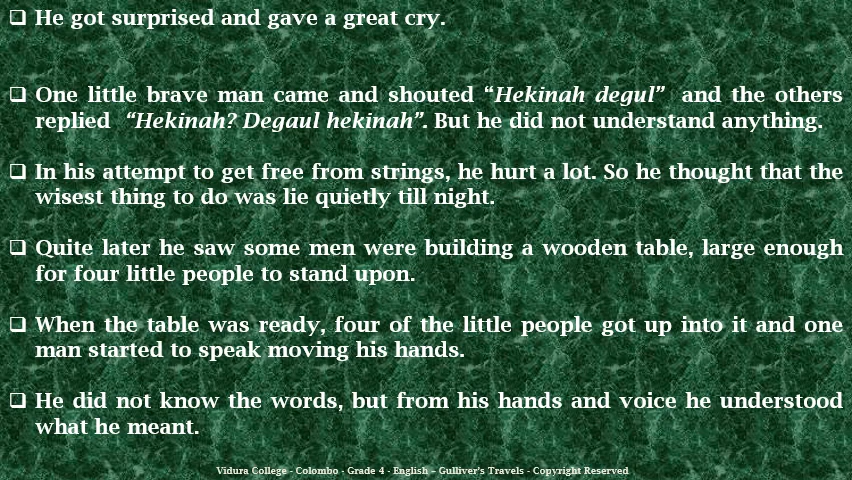 ❑ He got surprised and gave a great cry.
❑ One little brave man came and shouted “Hekinah degul” and the others
replied “Hekinah? Degaul hekinah”. But he did not understand anything.
❑ In his attempt to get free from strings, he hurt a lot. So he thought that the
wisest thing to do was lie quietly till night.
❑ Quite later he saw some men were building a wooden table, large enough
for four little people to stand upon.
❑ When the table was ready, four of the little people got up into it and one
man started to speak moving his hands.
❑ He did not know the words, but from his hands and voice he understood
what he meant.
Vidura College - Colombo - Grade 4 - English – Gulliver's Travels - Copyright Reserved